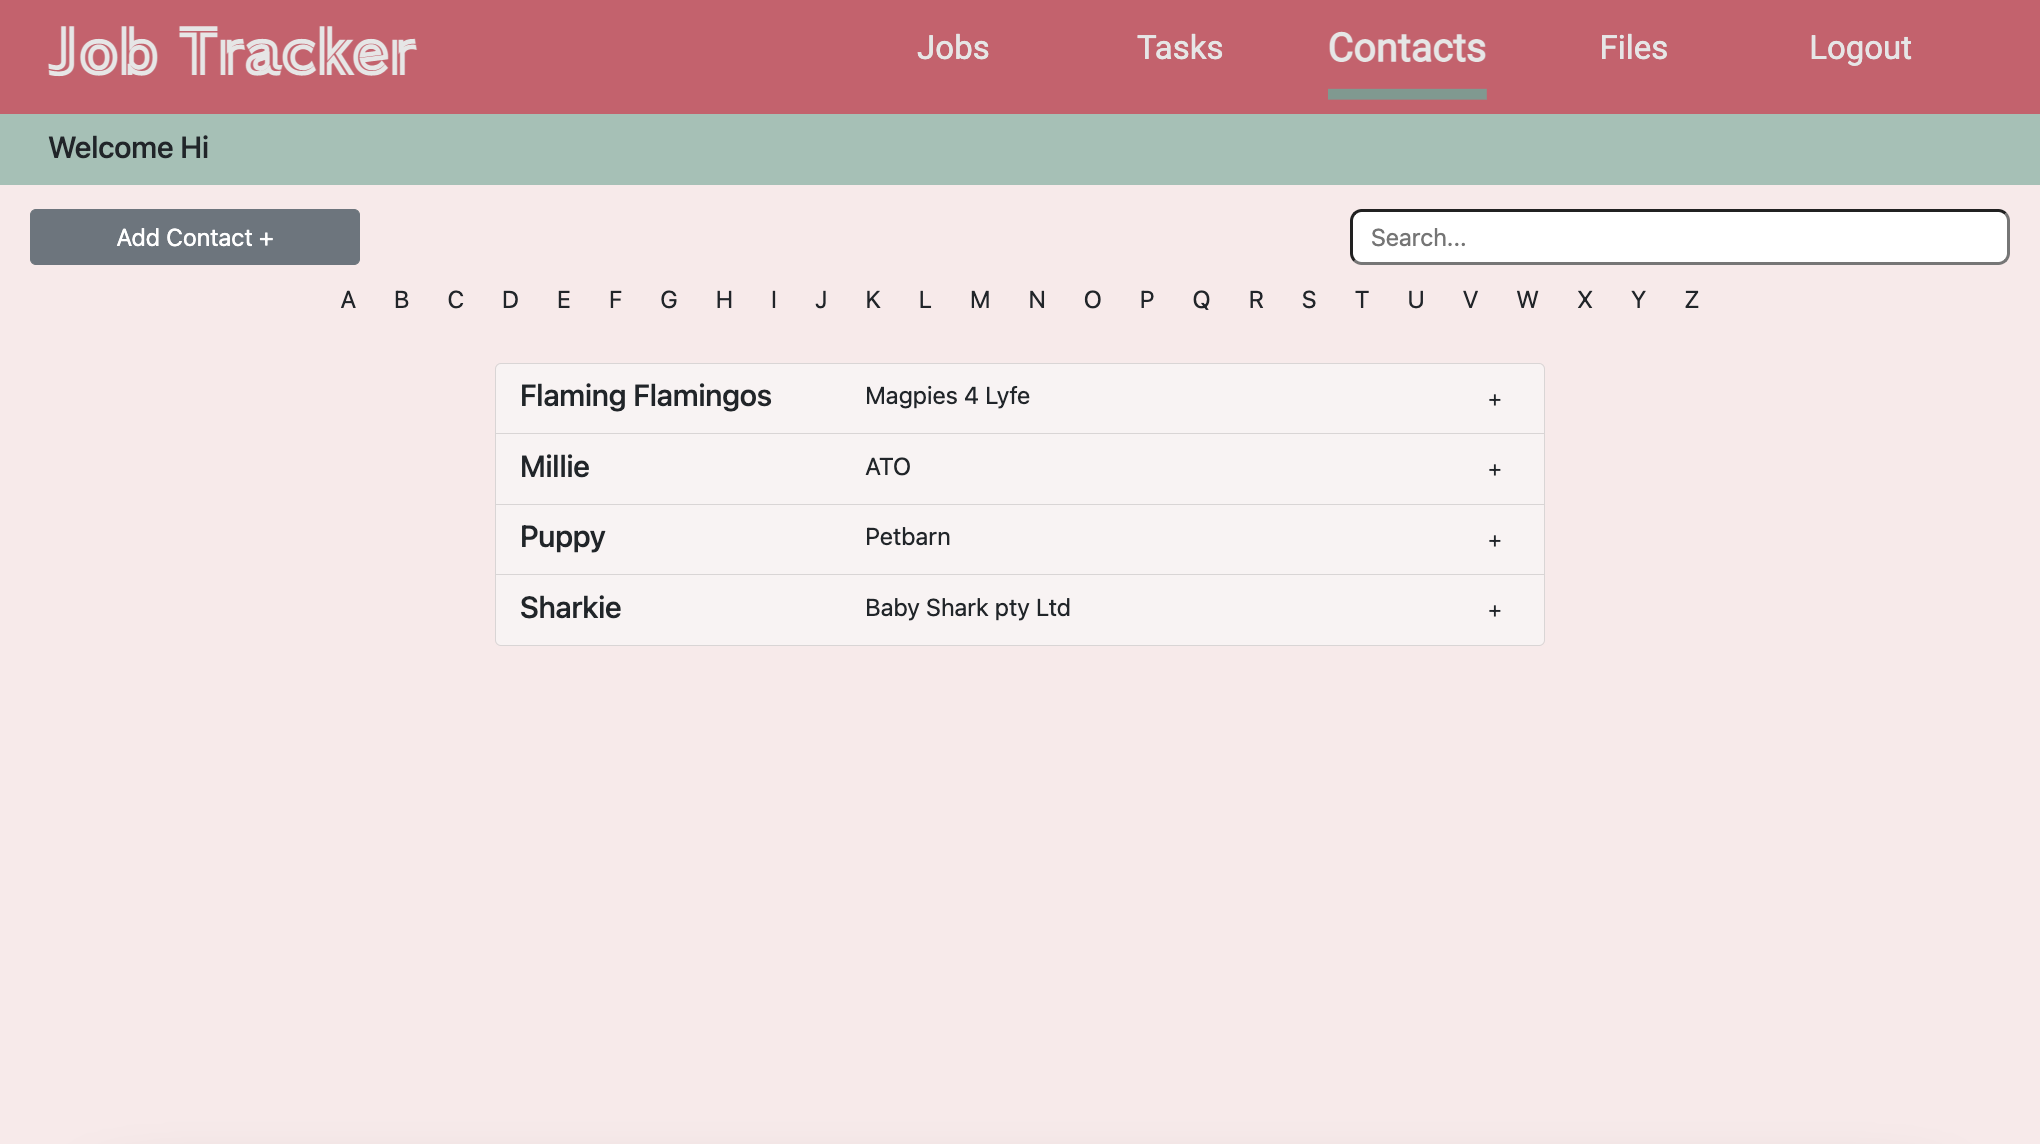 Job Tracker Jobs Tasks Contacts Files Logout
Welcome Hi
Add Contact + Search...
A B C D E F G H I J K L M N O P Q R S T U V W X Y Z
Flaming Flamingos Magpies 4 Lyfe +
Millie ATO +
Puppy Petbarn +
Sharkie Baby Shark pty Ltd +